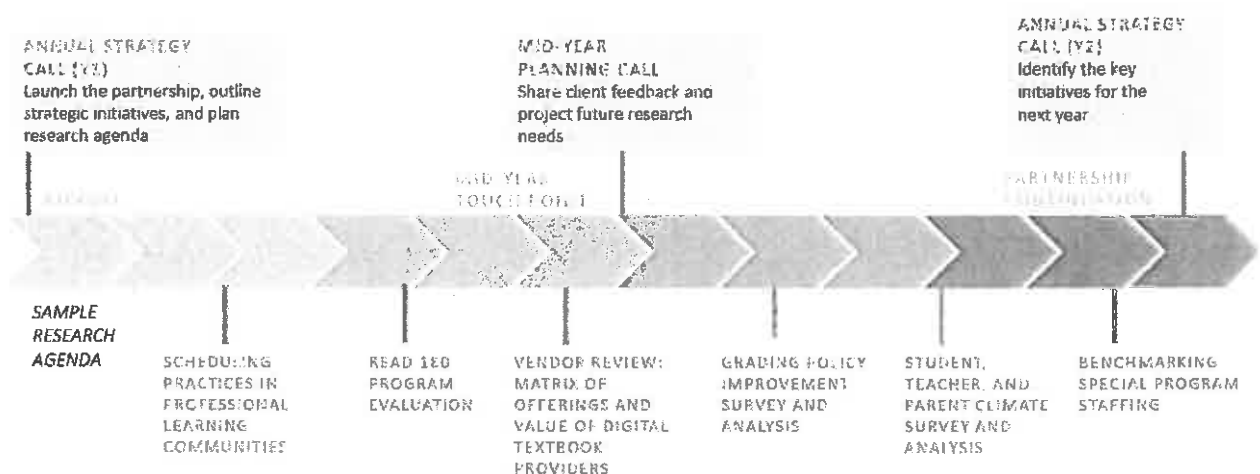 ANNUAL STRATEGY
CALL (Y1)
Launch the partnership, outline
strategic initiatives, and plan
research agenda
MID-YEAR
PLANNING CALL
Share client feedback and
project future research
needs
ANNUAL STRATEGY
CALL (Y2)
Identify the key
initiatives for the
next year
MID-YEAR
TOUCHPOINT
PARTNERSHIP
CONTINUATION
SAMPLE
RESEARCH
AGENDA
SCHEDULING
PRACTICES IN
PROFESSIONAL
LEARNING
COMMUNITIES
READ 180
PROGRAM
EVALUATION
VENDOR REVIEW:
MATRIX OF
OFFERINGS AND
VALUE OF DIGITAL
TEXTBOOK
PROVIDERS
GRADING POLICY
IMPROVEMENT
SURVEY AND
ANALYSIS
STUDENT,
TEACHER, AND
PARENT CLIMATE
SURVEY AND
ANALYSIS
BENCHMARKING
SPECIAL PROGRAM
STAFFING